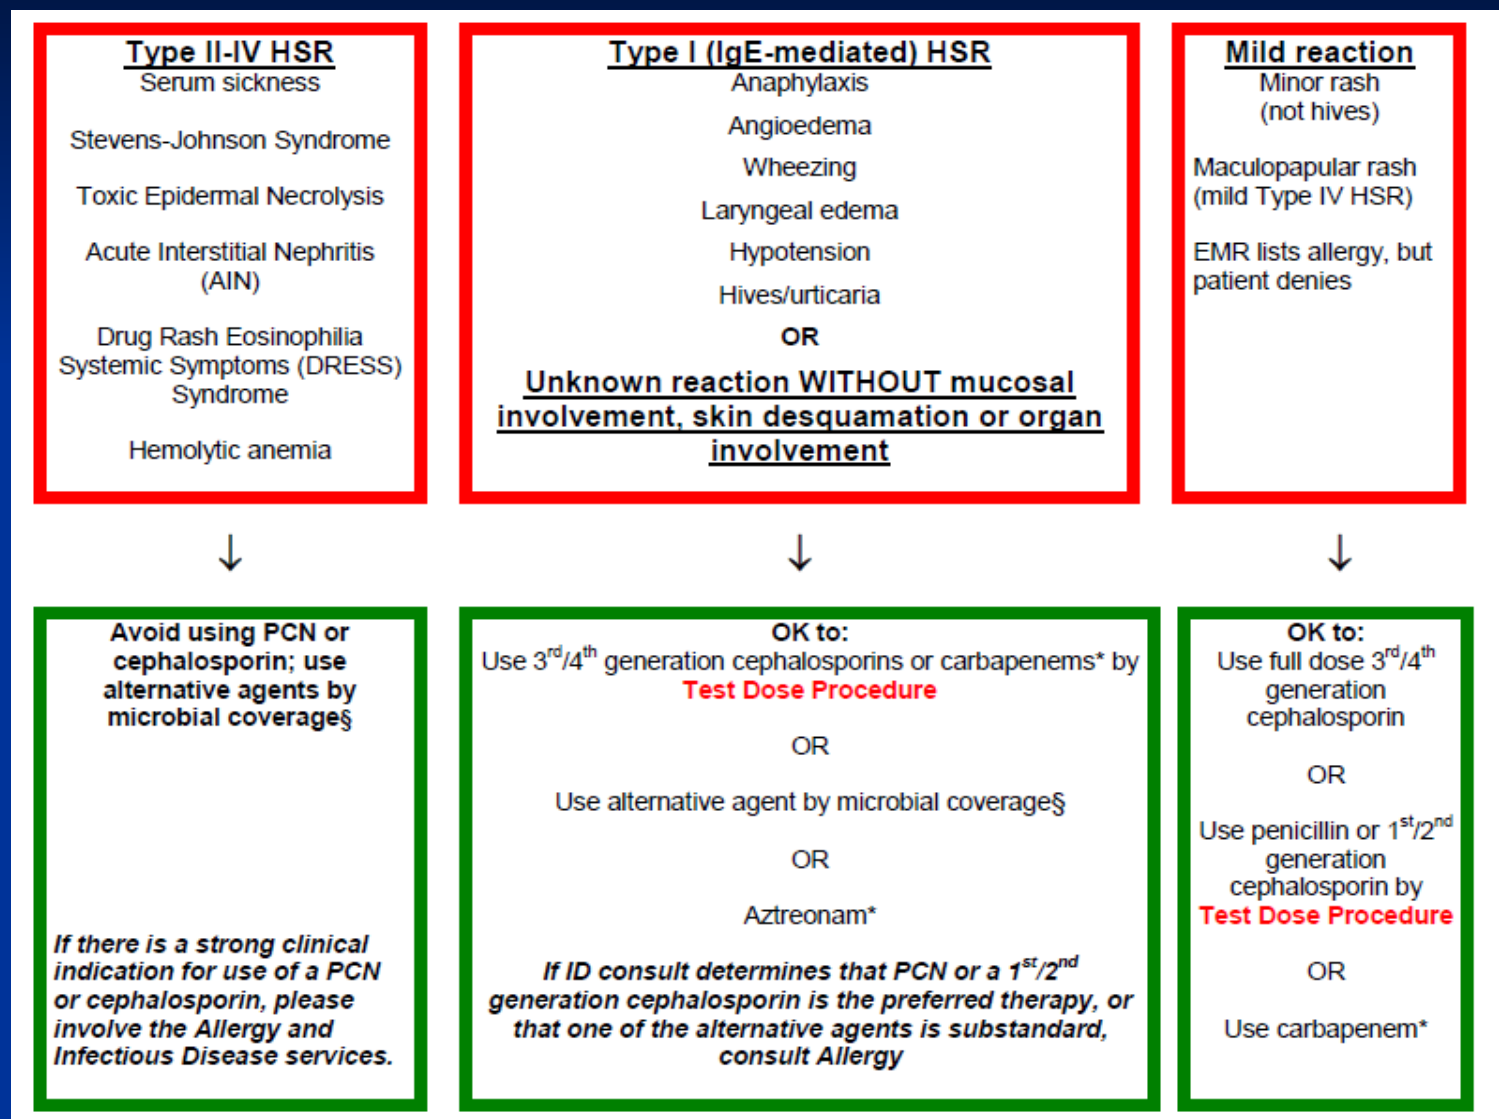 Type II-IV HSR
Serum sickness
Stevens-Johnson Syndrome
Toxic Epidermal Necrolysis
Acute Interstitial Nephritis
(AIN)
Drug Rash Eosinophilia
Systemic Symptoms (DRESS)
Syndrome
Hemolytic anemia
Type I (IgE-mediated) HSR
Anaphylaxis
Angioedema
Wheezing
Laryngeal edema
Hypotension
Hives/urticaria
OR
Unknown reaction WITHOUT mucosal
involvement, skin desquamation or organ
involvement
Mild reaction
Minor rash
(not hives)
Maculopapular rash
(mild Type IV HSR)
EMR lists allergy, but
patient denies
↓
↓
↓
Avoid using PCN or
cephalosporin; use
alternative agents by
microbial coverage§
If there is a strong clinical
indication for use of a PCN
or cephalosporin, please
involve the Allergy and
Infectious Disease services.
OK to:
Use 3rd/4th generation cephalosporins or carbapenems* by
Test Dose Procedure
OR
Use alternative agent by microbial coverage§
OR
Aztreonam*
If ID consult determines that PCN or a 1st/2nd
generation cephalosporin is the preferred therapy, or
that one of the alternative agents is substandard,
consult Allergy
OK to:
Use full dose 3rd/4th
generation
cephalosporin
OR
Use penicillin or 1st/2nd
generation
cephalosporin by
Test Dose Procedure
OR
Use carbapenem*